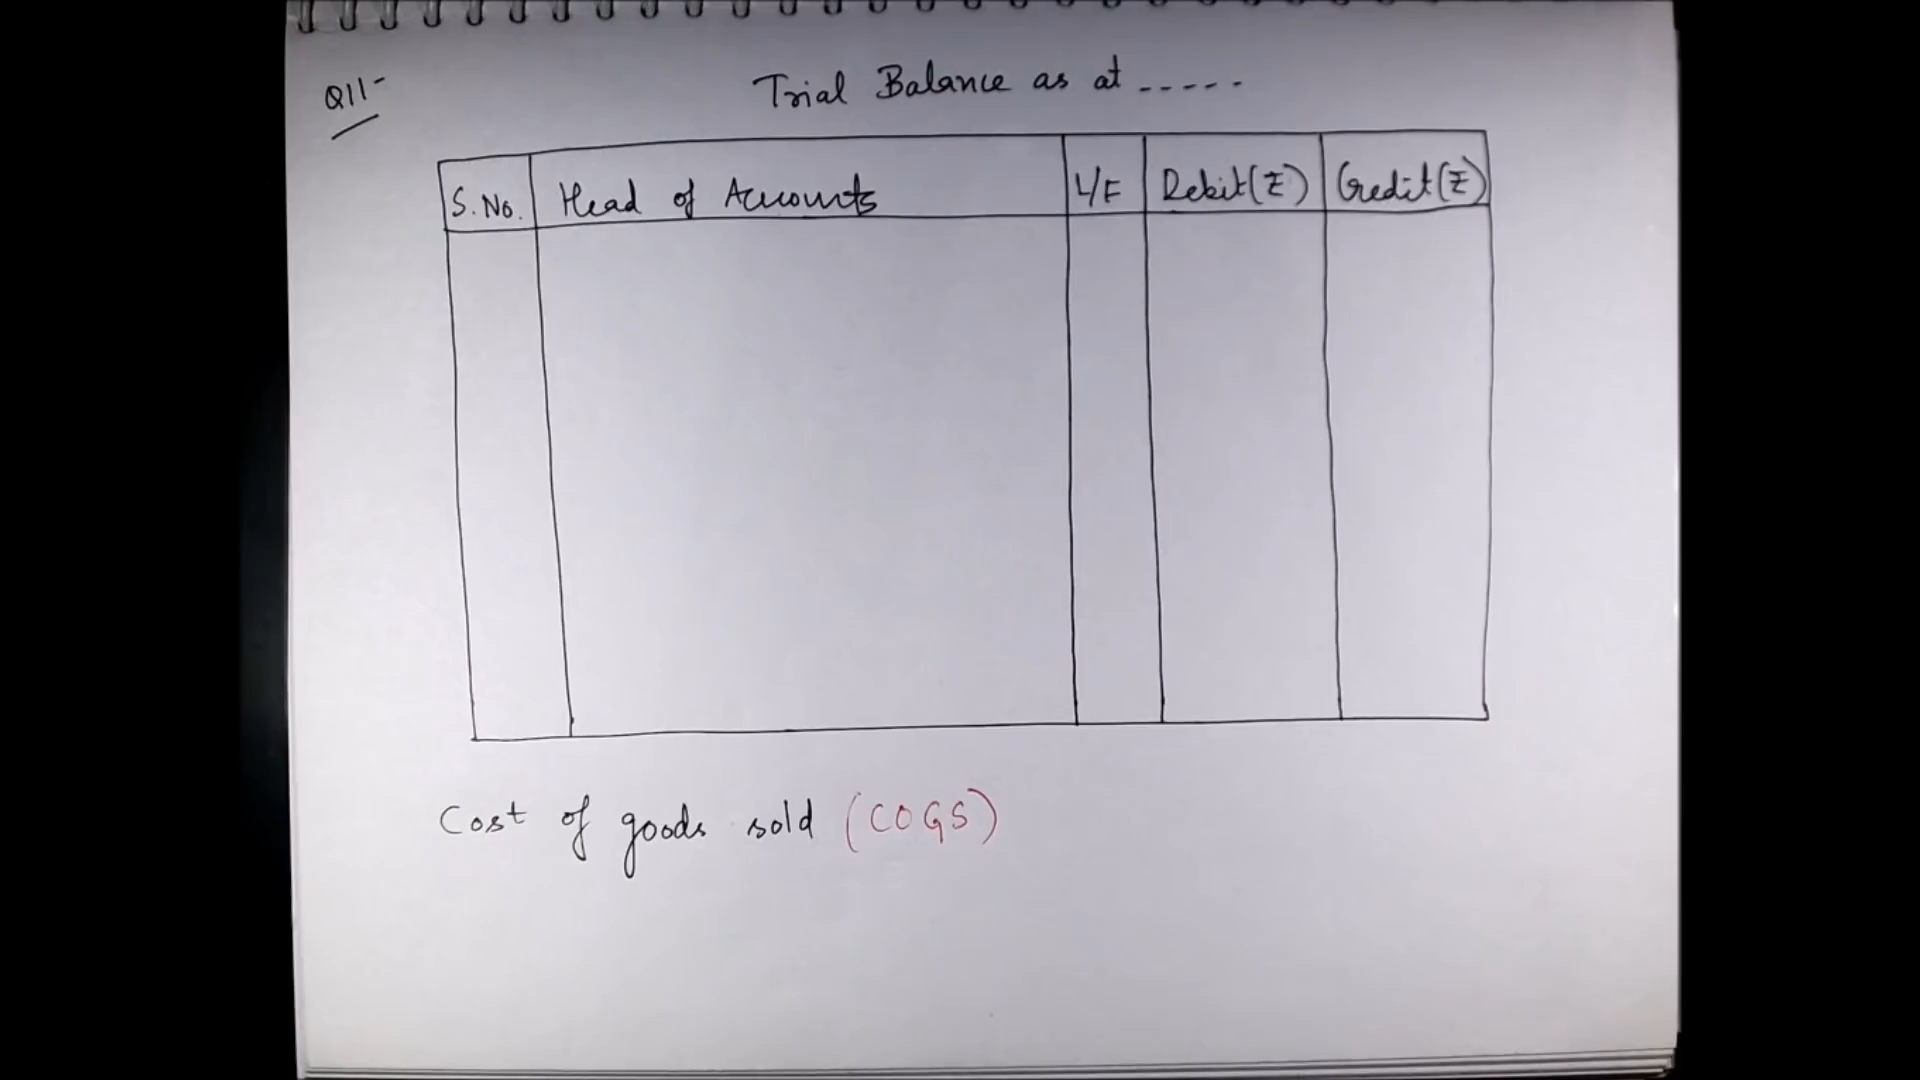 Q11-
Trial Balance as at -----
S.No. Head of Accounts L/F Debit(₹) Credit(₹)
Cost of goods sold (COGS)